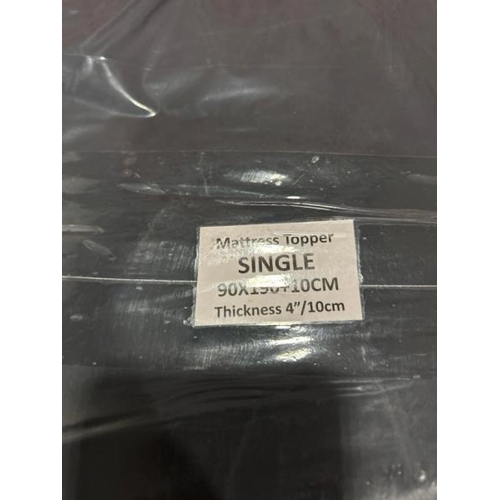 Mattress Topper
SINGLE
90X190+10CM
Thickness 4"/10cm